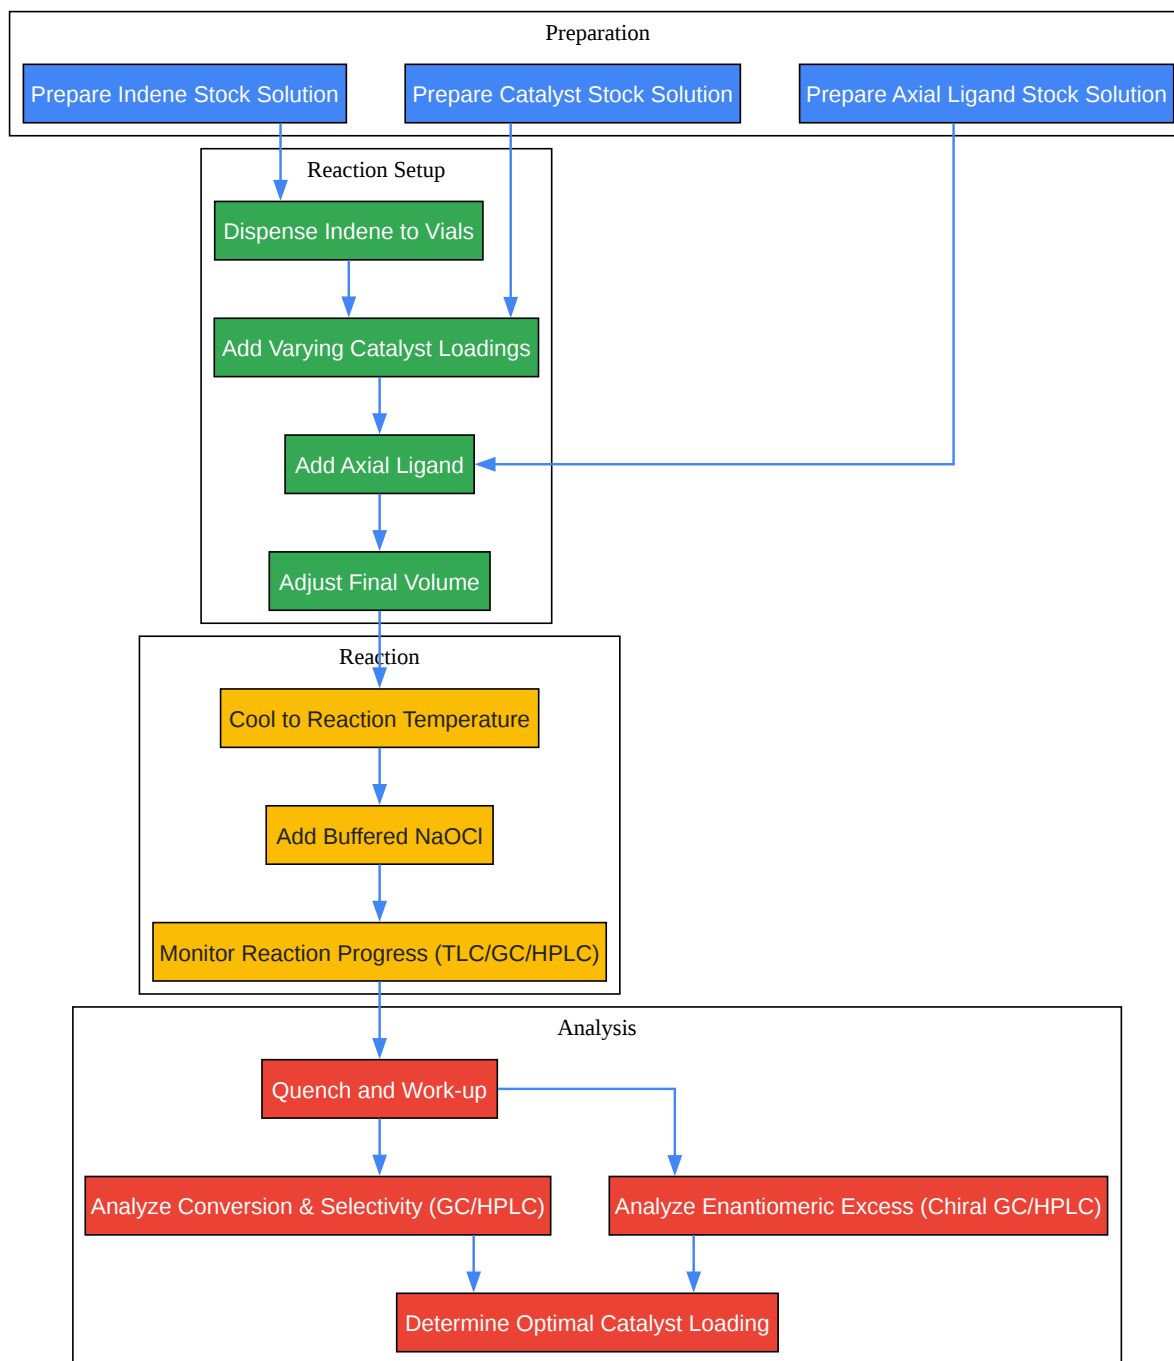 Preparation
Prepare Indene Stock Solution
Prepare Catalyst Stock Solution
Prepare Axial Ligand Stock Solution
Reaction Setup
Dispense Indene to Vials
Add Varying Catalyst Loadings
Add Axial Ligand
Adjust Final Volume
Reaction
Cool to Reaction Temperature
Add Buffered NaOCl
Monitor Reaction Progress (TLC/GC/HPLC)
Analysis
Quench and Work-up
Analyze Conversion & Selectivity (GC/HPLC)
Analyze Enantiomeric Excess (Chiral GC/HPLC)
Determine Optimal Catalyst Loading